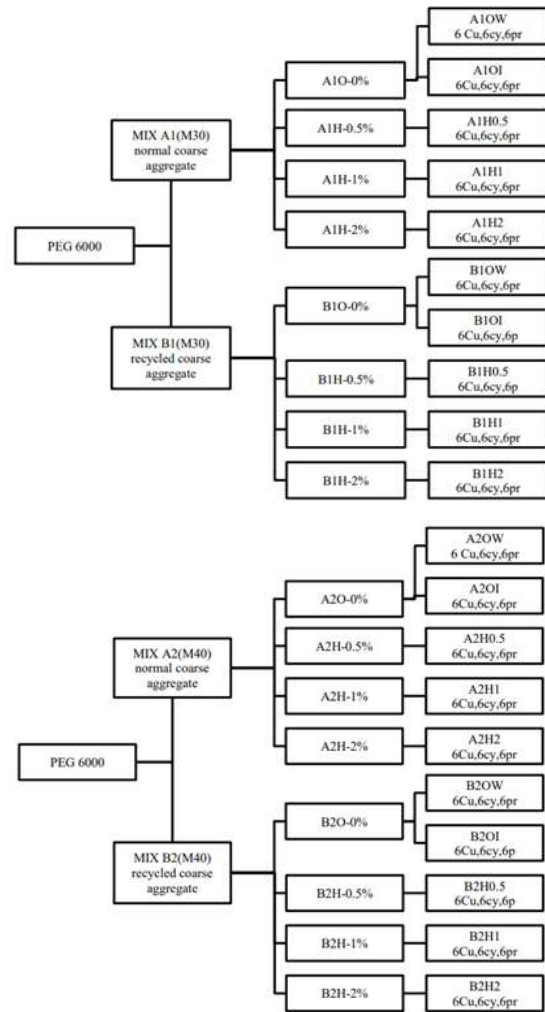 PEG 6000
MIX A1(M30)
normal coarse
aggregate
A1O-0%
A1OW
6 Cu,6cy,6pr
A1OI
6Cu,6cy,6pr
A1H-0.5%
A1H0.5
6Cu,6cy,6pr
A1H-1%
A1H1
6Cu,6cy,6pr
A1H-2%
A1H2
6Cu,6cy,6pr
MIX B1(M30)
recycled coarse
aggregate
B1O-0%
B1OW
6Cu,6cy,6pr
B1OI
6Cu,6cy,6p
B1H-0.5%
B1H0.5
6Cu,6cy,6p
B1H-1%
B1H1
6Cu,6cy,6pr
B1H-2%
B1H2
6Cu,6cy,6pr
PEG 6000
MIX A2(M40)
normal coarse
aggregate
A2O-0%
A2OW
6 Cu,6cy,6pr
A2OI
6Cu,6cy,6pr
A2H-0.5%
A2H0.5
6Cu,6cy,6pr
A2H-1%
A2H1
6Cu,6cy,6pr
A2H-2%
A2H2
6Cu,6cy,6pr
MIX B2(M40)
recycled coarse
aggregate
B2O-0%
B2OW
6Cu,6cy,6pr
B2OI
6Cu,6cy,6p
B2H-0.5%
B2H0.5
6Cu,6cy,6p
B2H-1%
B2H1
6Cu,6cy,6pr
B2H-2%
B2H2
6Cu,6cy,6pr